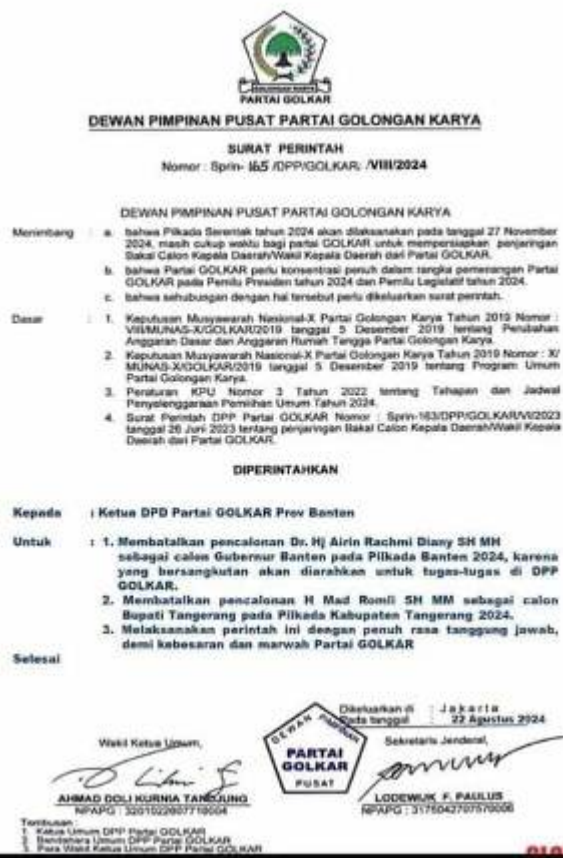 GOLONGAN KARYA
PARTAI GOLKAR
DEWAN PIMPINAN PUSAT PARTAI GOLONGAN KARYA
SURAT PERINTAH
Nomor : Sprin- 165 /DPP/GOLKAR/ /VIII/2024
DEWAN PIMPINAN PUSAT PARTAI GOLONGAN KARYA
Menimbang : a. bahwa Pilkada Serentak tahun 2024 akan dilaksanakan pada tanggal 27 November
2024, masih cukup waktu bagi partai GOLKAR untuk mempersiapkan penjaringan
Bakal Calon Kepala Daerah/Wakil Kepala Daerah dari Partai GOLKAR.
b. bahwa Partai GOLKAR perlu konsentrasi penuh dalam rangka pemenangan Partai
GOLKAR pada Pemilu Presiden tahun 2024 dan Pemilu Legislatif tahun 2024.
c. bahwa sehubungan dengan hal tersebut perlu dikeluarkan surat perintah.
Dasar : 1. Keputusan Musyawarah Nasional-X Partai Golongan Karya Tahun 2019 Nomor :
VIII/MUNAS-X/GOLKAR/2019 tanggal 5 Desember 2019 tentang Perubahan
Anggaran Dasar dan Anggaran Rumah Tangga Partai Golongan Karya.
2. Keputusan Musyawarah Nasional-X Partai Golongan Karya Tahun 2019 Nomor : X/
MUNAS-X/GOLKAR/2019 tanggal 5 Desember 2019 tentang Program Umum
Partai Golongan Karya.
3. Peraturan KPU Nomor 3 Tahun 2022 tentang Tahapan dan Jadwal
Penyelenggaraan Pemilihan Umum Tahun 2024.
4. Surat Perintah DPP Partai GOLKAR Nomor : Sprin-163/DPP/GOLKAR/VI/2023
tanggal 26 Juni 2023 tentang penjaringan Bakal Calon Kepala Daerah/Wakil Kepala
Daerah dari Partai GOLKAR.
DIPERINTAHKAN
Kepada : Ketua DPD Partai GOLKAR Prov Banten
Untuk : 1. Membatalkan pencalonan Dr. Hj Airin Rachmi Diany SH MH
sebagai calon Gubernur Banten pada Pilkada Banten 2024, karena
yang bersangkutan akan diarahkan untuk tugas-tugas di DPP
GOLKAR.
2. Membatalkan pencalonan H Mad Romli SH MM sebagai calon
Bupati Tangerang pada Pilkada Kabupaten Tangerang 2024.
3. Melaksanakan perintah ini dengan penuh rasa tanggung jawab,
demi kebesaran dan marwah Partai GOLKAR
Selesai
Dikeluarkan di : Jakarta
Pada tanggal : 22 Agustus 2024
Wakil Ketua Umum,
Sekretaris Jenderal,
DEWAN PIMPINAN
PARTAI
GOLKAR
PUSAT
AHMAD DOLI KURNIA TANDJUNG
NPAPG : 3201022607710004
LODEWIJK F. PAULUS
NPAPG : 3175042707570006
Tembusan :
1. Ketua Umum DPP Partai GOLKAR
2. Bendahara Umum DPP Partai GOLKAR
3. Para Wakil Ketua Umum DPP Partai GOLKAR